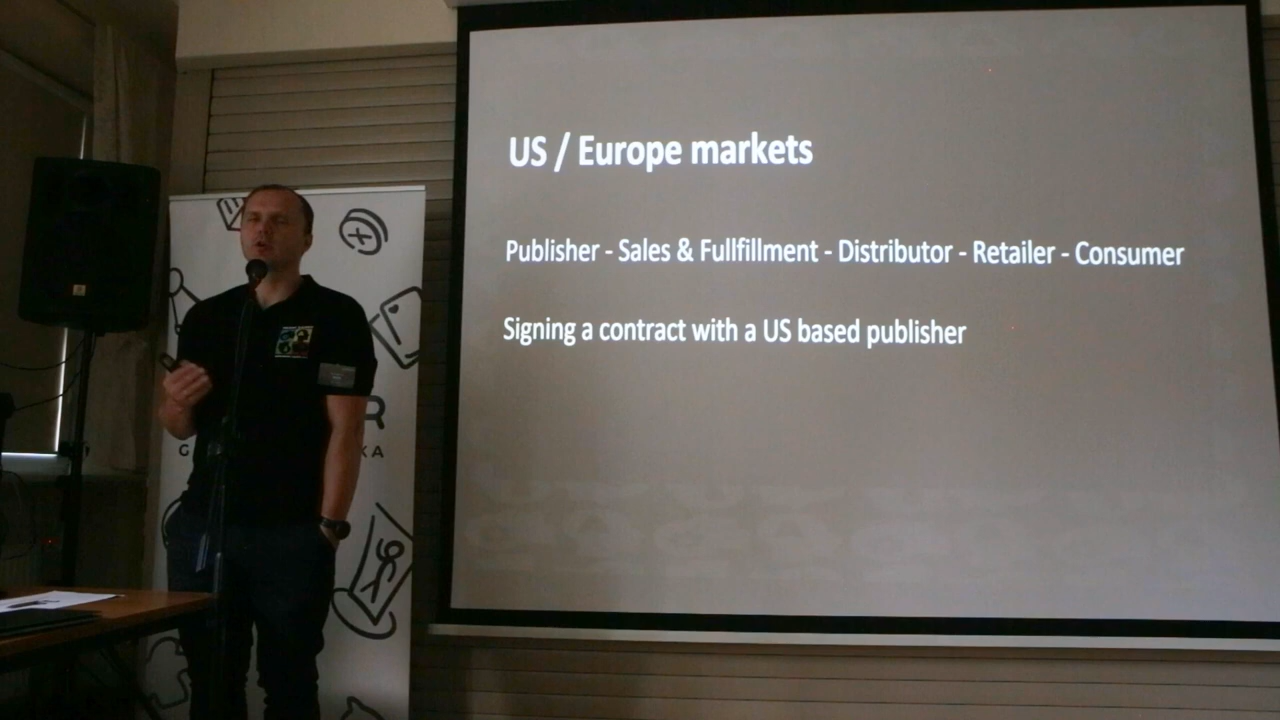 US / Europe markets
Publisher - Sales & Fullfillment - Distributor - Retailer - Consumer
Signing a contract with a US based publisher